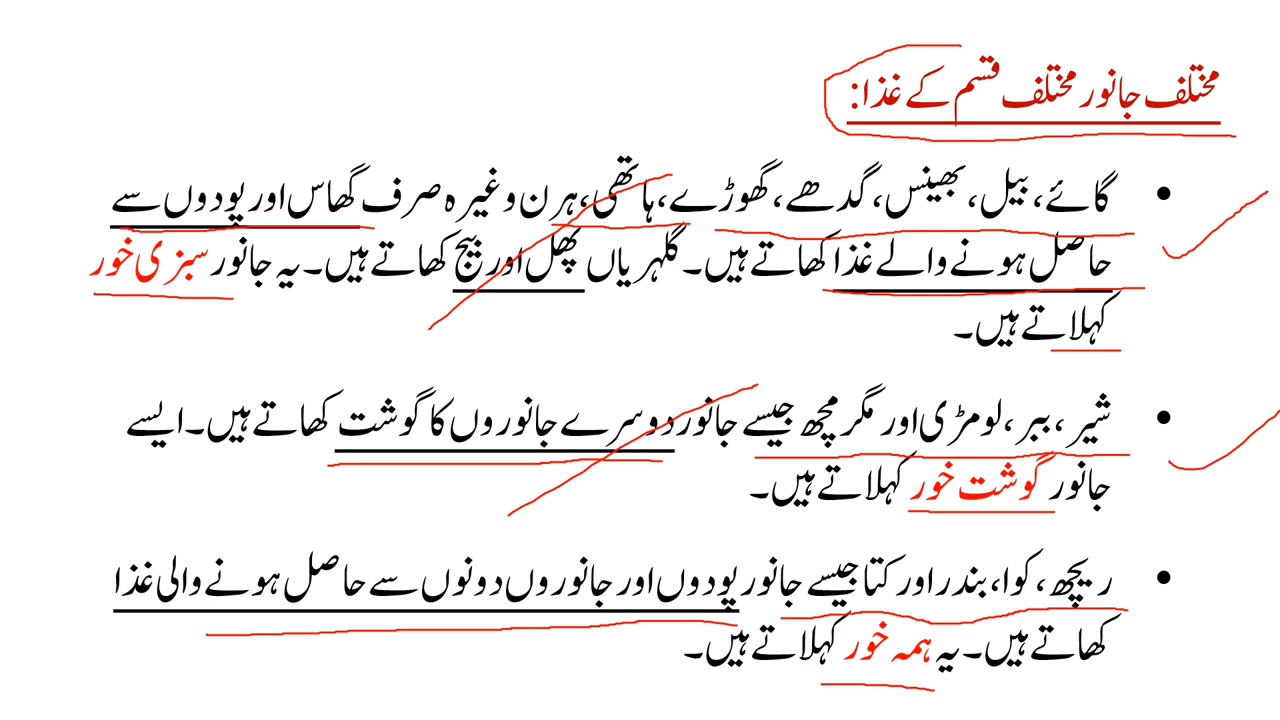 مختلف جانور مختلف قسم کے غذا:
• گائے، بیل، بھینس، گدھے، گھوڑے، ہاتھی، ہرن وغیرہ صرف گھاس اور پودوں سے
حاصل ہونے والے غذا کھاتے ہیں۔ گلہریاں پھل اور بیج کھاتے ہیں۔ یہ جانور سبزی خور
کہلاتے ہیں۔
• شیر، ببر، لومڑی اور مگر مچھ جیسے جانور دوسرے جانوروں کا گوشت کھاتے ہیں۔ ایسے
جانور گوشت خور کہلاتے ہیں۔
• ریچھ، کوا، بندر اور کتا جیسے جانور پودوں اور جانوروں دونوں سے حاصل ہونے والی غذا
کھاتے ہیں۔ یہ ہمہ خور کہلاتے ہیں۔